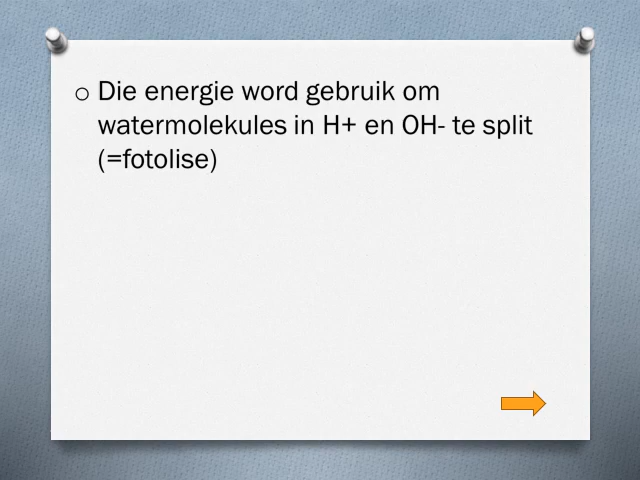 o Die energie word gebruik om
watermolekules in H+ en OH- te split
(=fotolise)